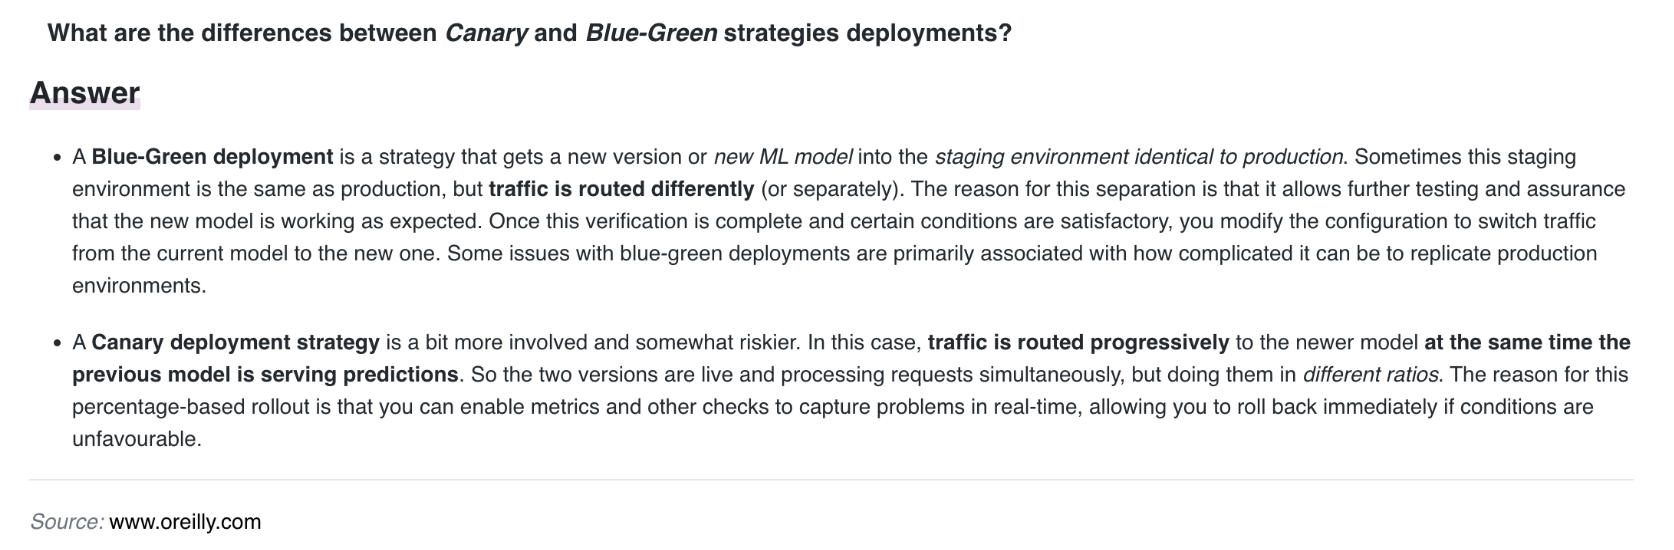 What are the differences between Canary and Blue-Green strategies deployments?
Answer
• A Blue-Green deployment is a strategy that gets a new version or new ML model into the staging environment identical to production. Sometimes this staging
environment is the same as production, but traffic is routed differently (or separately). The reason for this separation is that it allows further testing and assurance
that the new model is working as expected. Once this verification is complete and certain conditions are satisfactory, you modify the configuration to switch traffic
from the current model to the new one. Some issues with blue-green deployments are primarily associated with how complicated it can be to replicate production
environments.
• A Canary deployment strategy is a bit more involved and somewhat riskier. In this case, traffic is routed progressively to the newer model at the same time the
previous model is serving predictions. So the two versions are live and processing requests simultaneously, but doing them in different ratios. The reason for this
percentage-based rollout is that you can enable metrics and other checks to capture problems in real-time, allowing you to roll back immediately if conditions are
unfavourable.
Source: www.oreilly.com